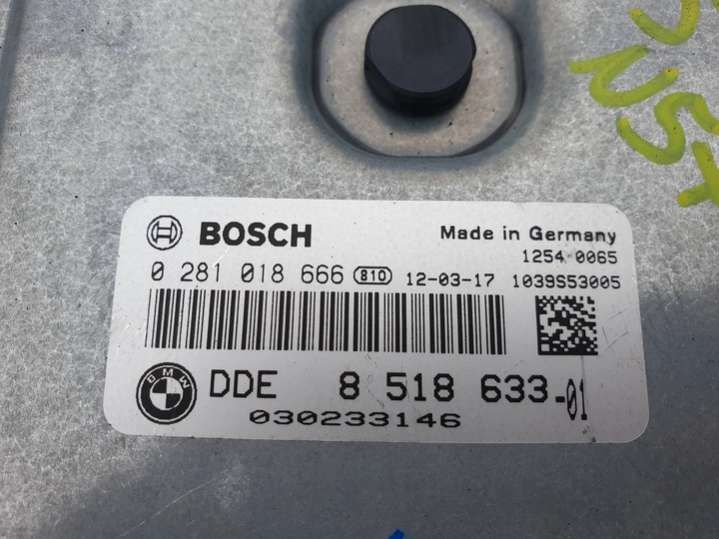 BOSCH Made in Germany
1254 0065
0 281 018 666 810 12-03-17 1039S53005
BMW DDE 8 518 633-01
030233146